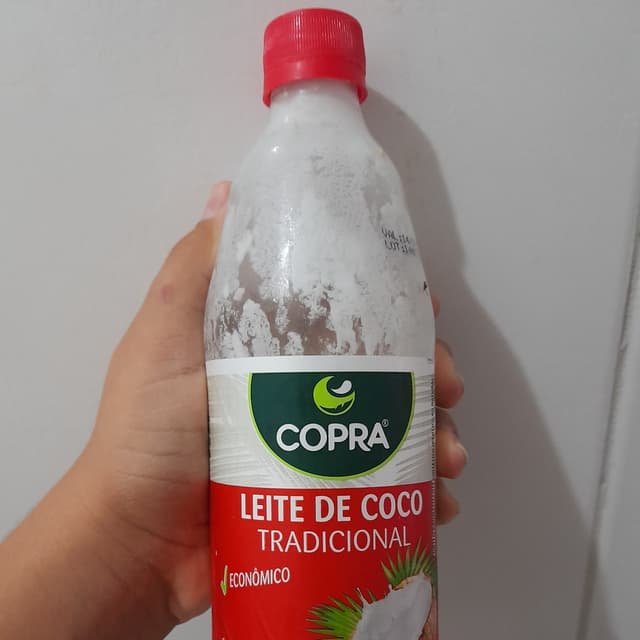 COPRA®
LEITE DE COCO
TRADICIONAL
ECONÔMICO